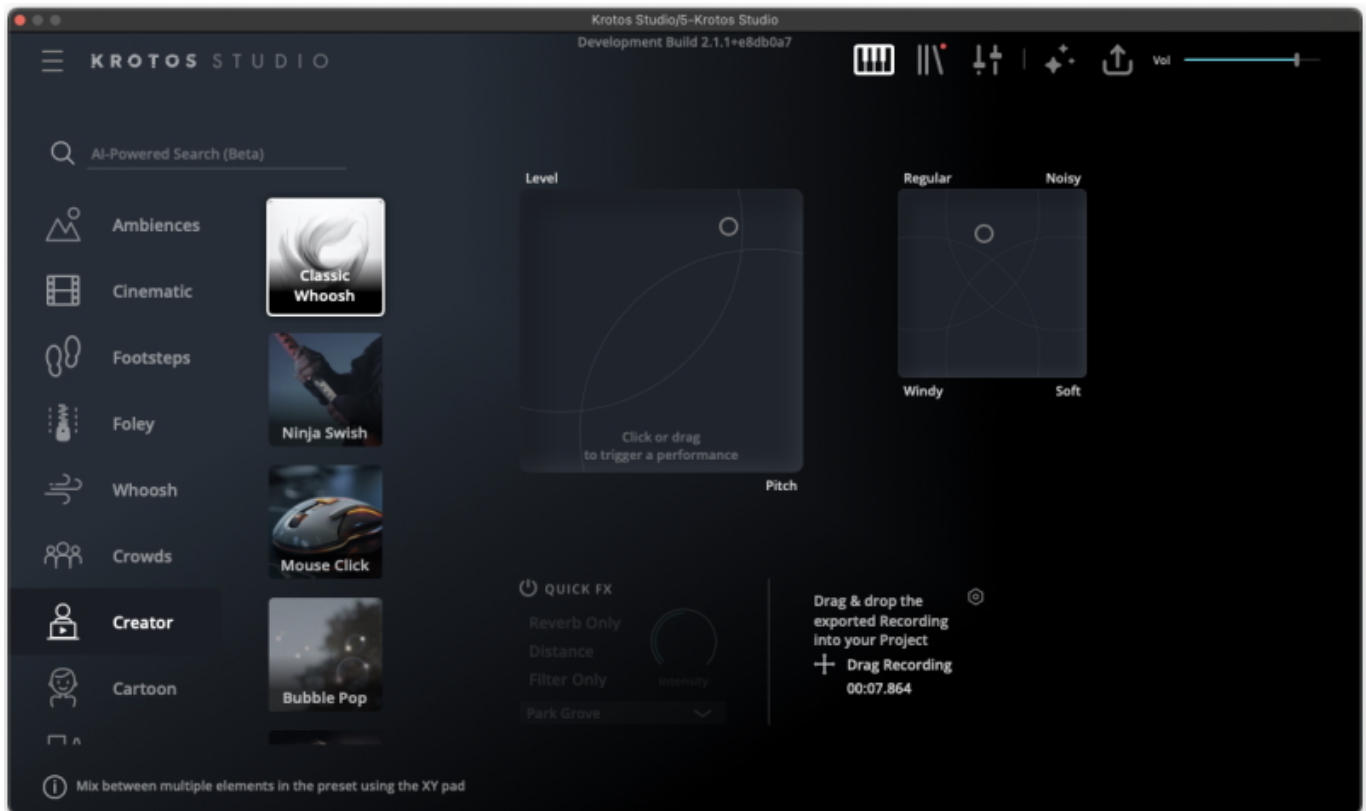 Krotos Studio/5-Krotos Studio
Development Build 2.1.1+e8db0a7
KROTOS STUDIO
Vol
AI-Powered Search (Beta)
Ambiences
Cinematic
Footsteps
Foley
Whoosh
Crowds
Creator
Cartoon
Classic
Whoosh
Ninja Swish
Mouse Click
Bubble Pop
Level
Click or drag
to trigger a performance
Pitch
Regular
Noisy
Windy
Soft
QUICK FX
Reverb Only
Distance
Filter Only
Intensity
Park Grove
Drag & drop the
exported Recording
into your Project
Drag Recording
00:07.864
Mix between multiple elements in the preset using the XY pad